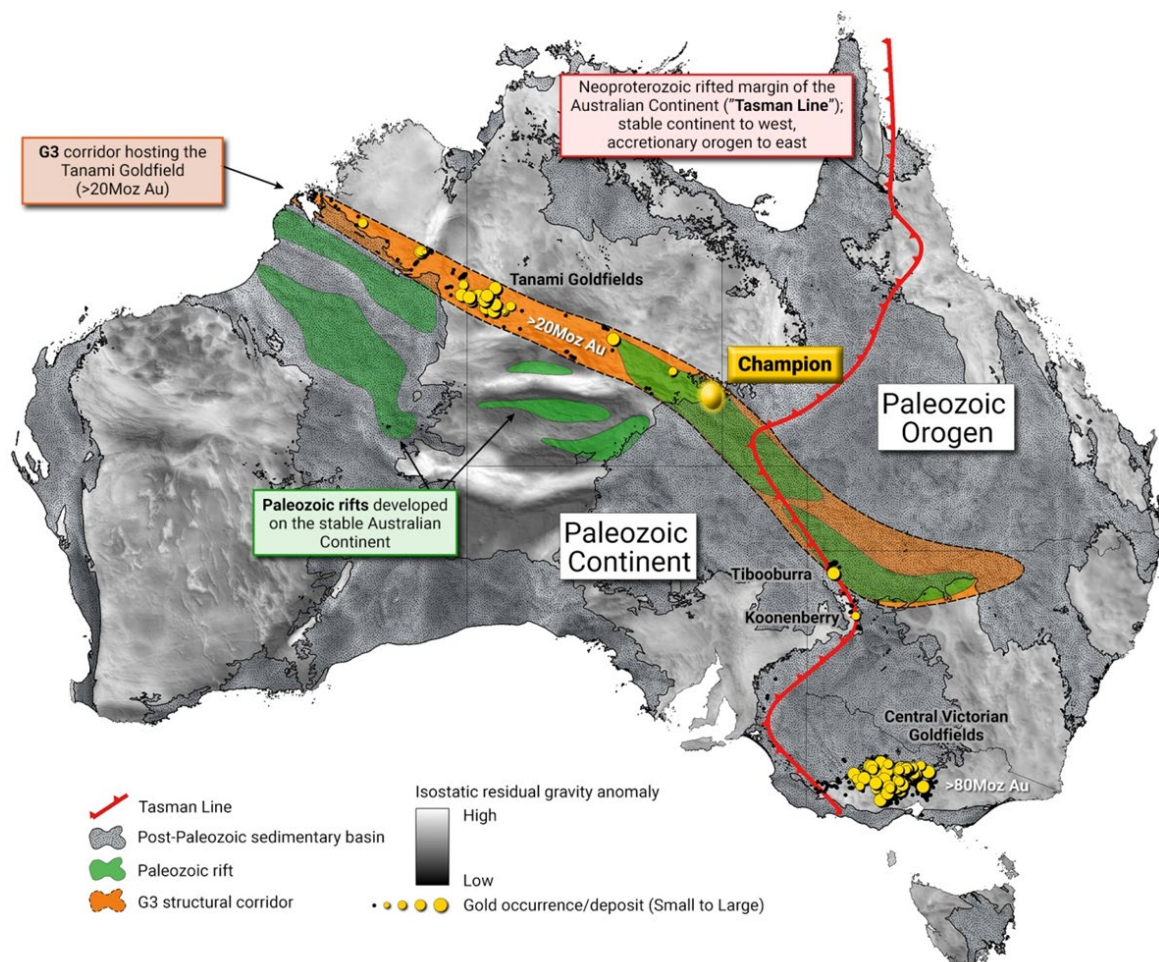 Neoproterozoic rifted margin of the
Australian Continent ("Tasman Line");
stable continent to west,
accretionary orogen to east
G3 corridor hosting the
Tanami Goldfield
(>20Moz Au)
Tanami Goldfields
>20Moz Au
Champion
Paleozoic
Orogen
Paleozoic rifts developed
on the stable Australian
Continent
Paleozoic
Continent
Tibooburra
Koonenberry
Central Victorian
Goldfields
>80Moz Au
Tasman Line
Post-Paleozoic sedimentary basin
Paleozoic rift
G3 structural corridor
Isostatic residual gravity anomaly
High
Low
Gold occurrence/deposit (Small to Large)